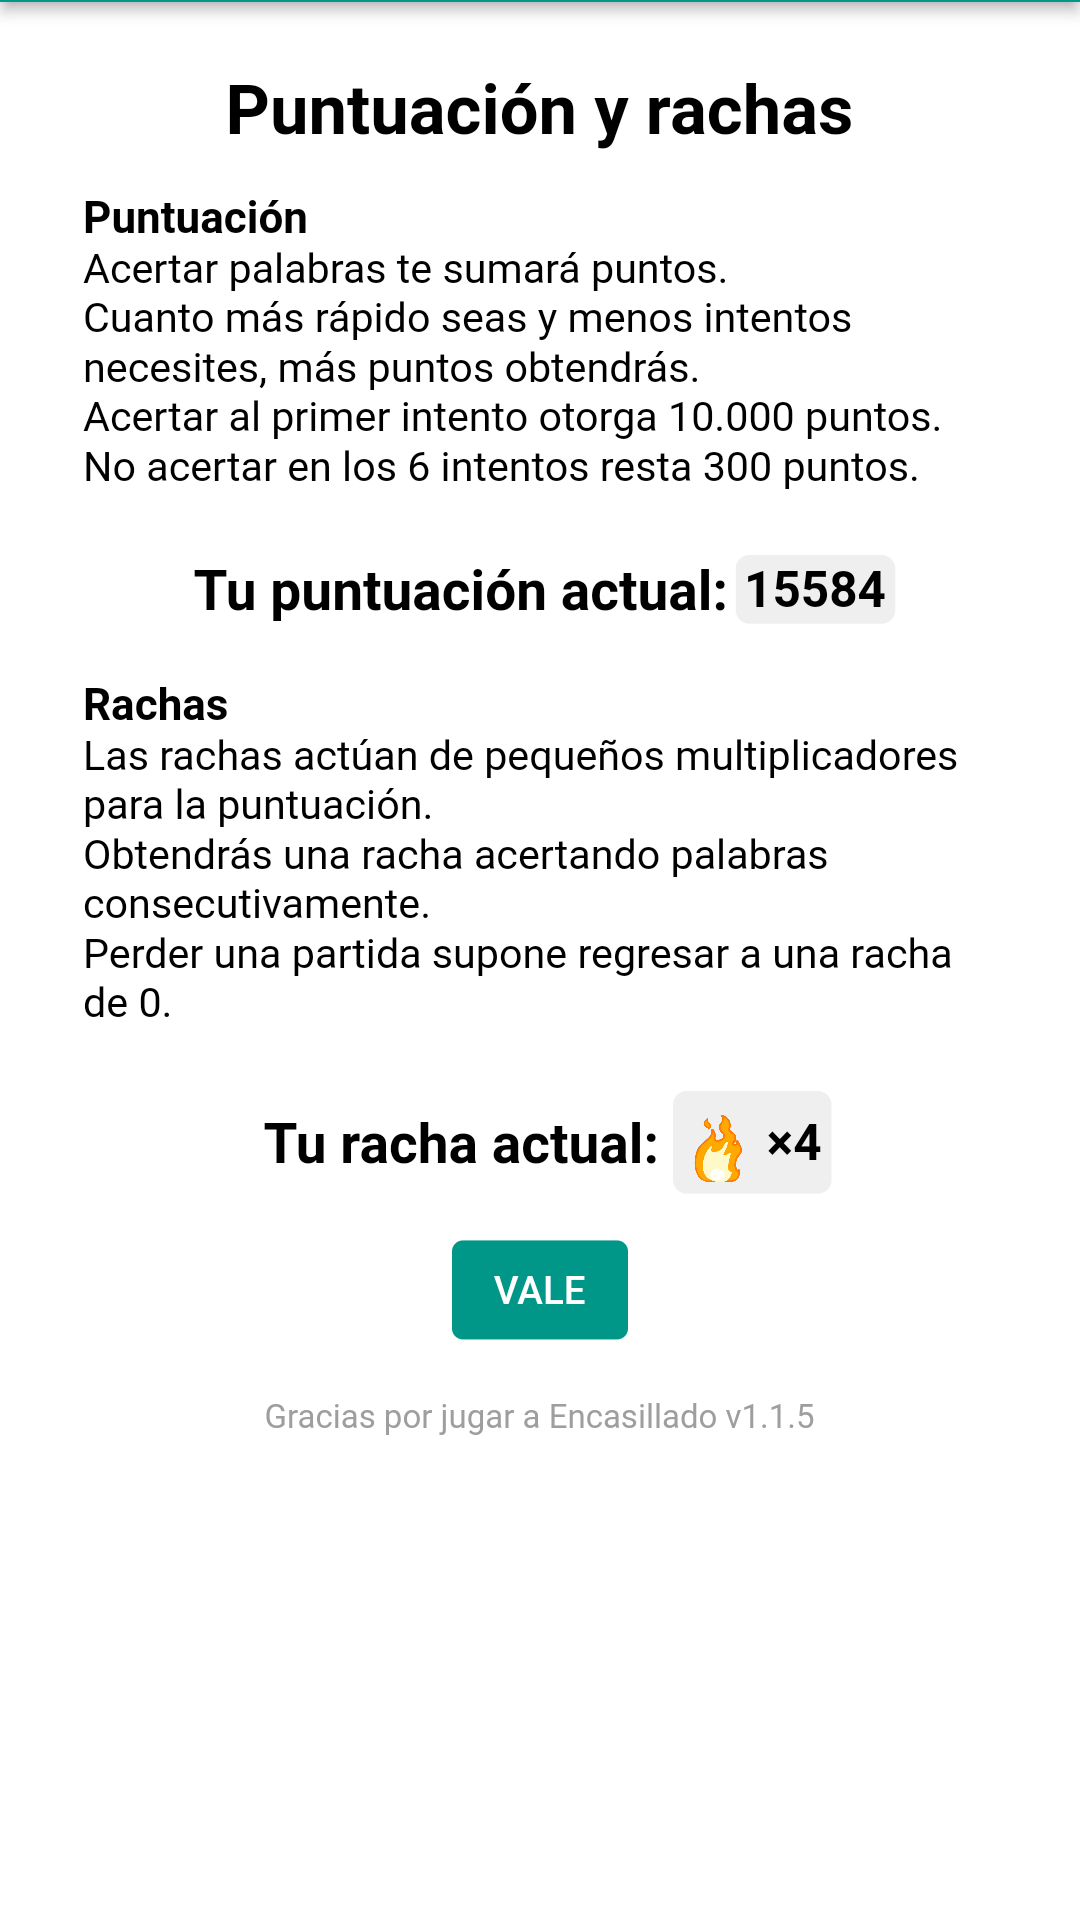 Puntuación y rachas
Puntuación
Acertar palabras te sumará puntos.
Cuanto más rápido seas y menos intentos
necesites, más puntos obtendrás.
Acertar al primer intento otorga 10.000 puntos.
No acertar en los 6 intentos resta 300 puntos.
Tu puntuación actual: 15584
Rachas
Las rachas actúan de pequeños multiplicadores
para la puntuación.
Obtendrás una racha acertando palabras
consecutivamente.
Perder una partida supone regresar a una racha
de 0.
Tu racha actual: ×4
VALE
Gracias por jugar a Encasillado v1.1.5